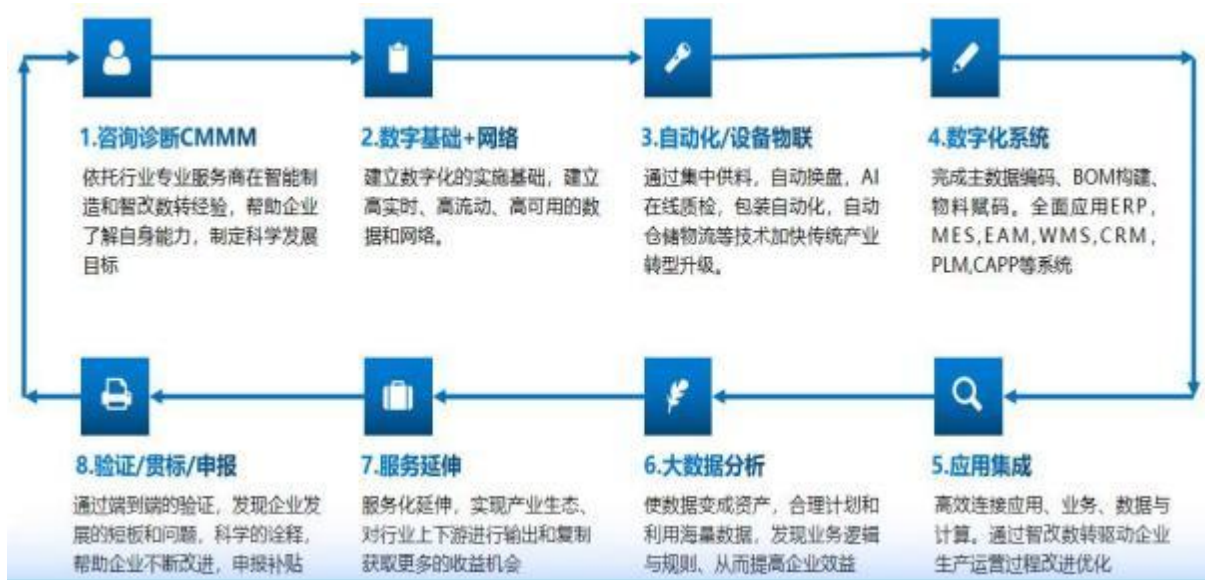 1.咨询诊断CMMM
依托行业专业服务商在智能制
造和智改数转经验，帮助企业
了解自身能力，制定科学发展
目标
2.数字基础+网络
建立数字化的实施基础，建立
高实时、高流动、高可用的数
据和网络。
3.自动化/设备物联
通过集中供料，自动换盘，AI
在线质检，包装自动化，自动
仓储物流等技术加快传统产业
转型升级。
4.数字化系统
完成主数据编码、BOM构建、
物料赋码。全面应用ERP，
MES,EAM,WMS,CRM，
PLM,CAPP等系统
5.应用集成
高效连接应用、业务、数据与
计算。通过智改数转驱动企业
生产运营过程改进优化
6.大数据分析
使数据变成资产，合理计划和
利用海量数据，发现业务逻辑
与规则、从而提高企业效益
7.服务延伸
服务化延伸，实现产业生态、
对行业上下游进行输出和复制
获取更多的收益机会
8.验证/贯标/申报
通过端到端的验证，发现企业发
展的短板和问题，科学的诠释，
帮助企业不断改进，申报补贴